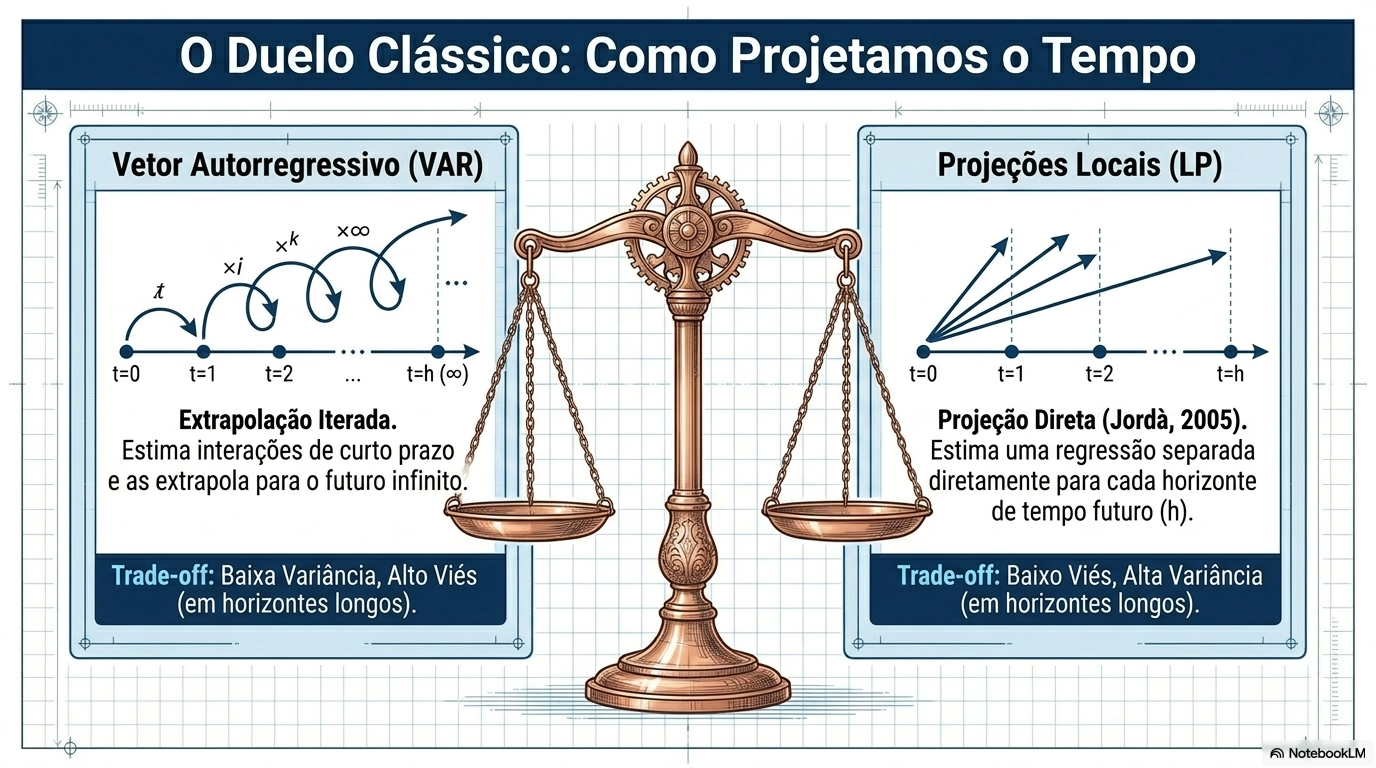 O Duelo Clássico: Como Projetamos o Tempo
Vetor Autorregressivo (VAR)
×i
×k
×∞
...
t=0
t=1
t=2
...
...
t=h (∞)
Extrapolação Iterada.
Estima interações de curto prazo
e as extrapola para o futuro infinito.
Trade-off: Baixa Variância, Alto Viés
(em horizontes longos).
Projeções Locais (LP)
t=0
t=1
t=2
...
t=h
Projeção Direta (Jordà, 2005).
Estima uma regressão separada
diretamente para cada horizonte
de tempo futuro (h).
Trade-off: Baixo Viés, Alta Variância
(em horizontes longos).
NotebookLM